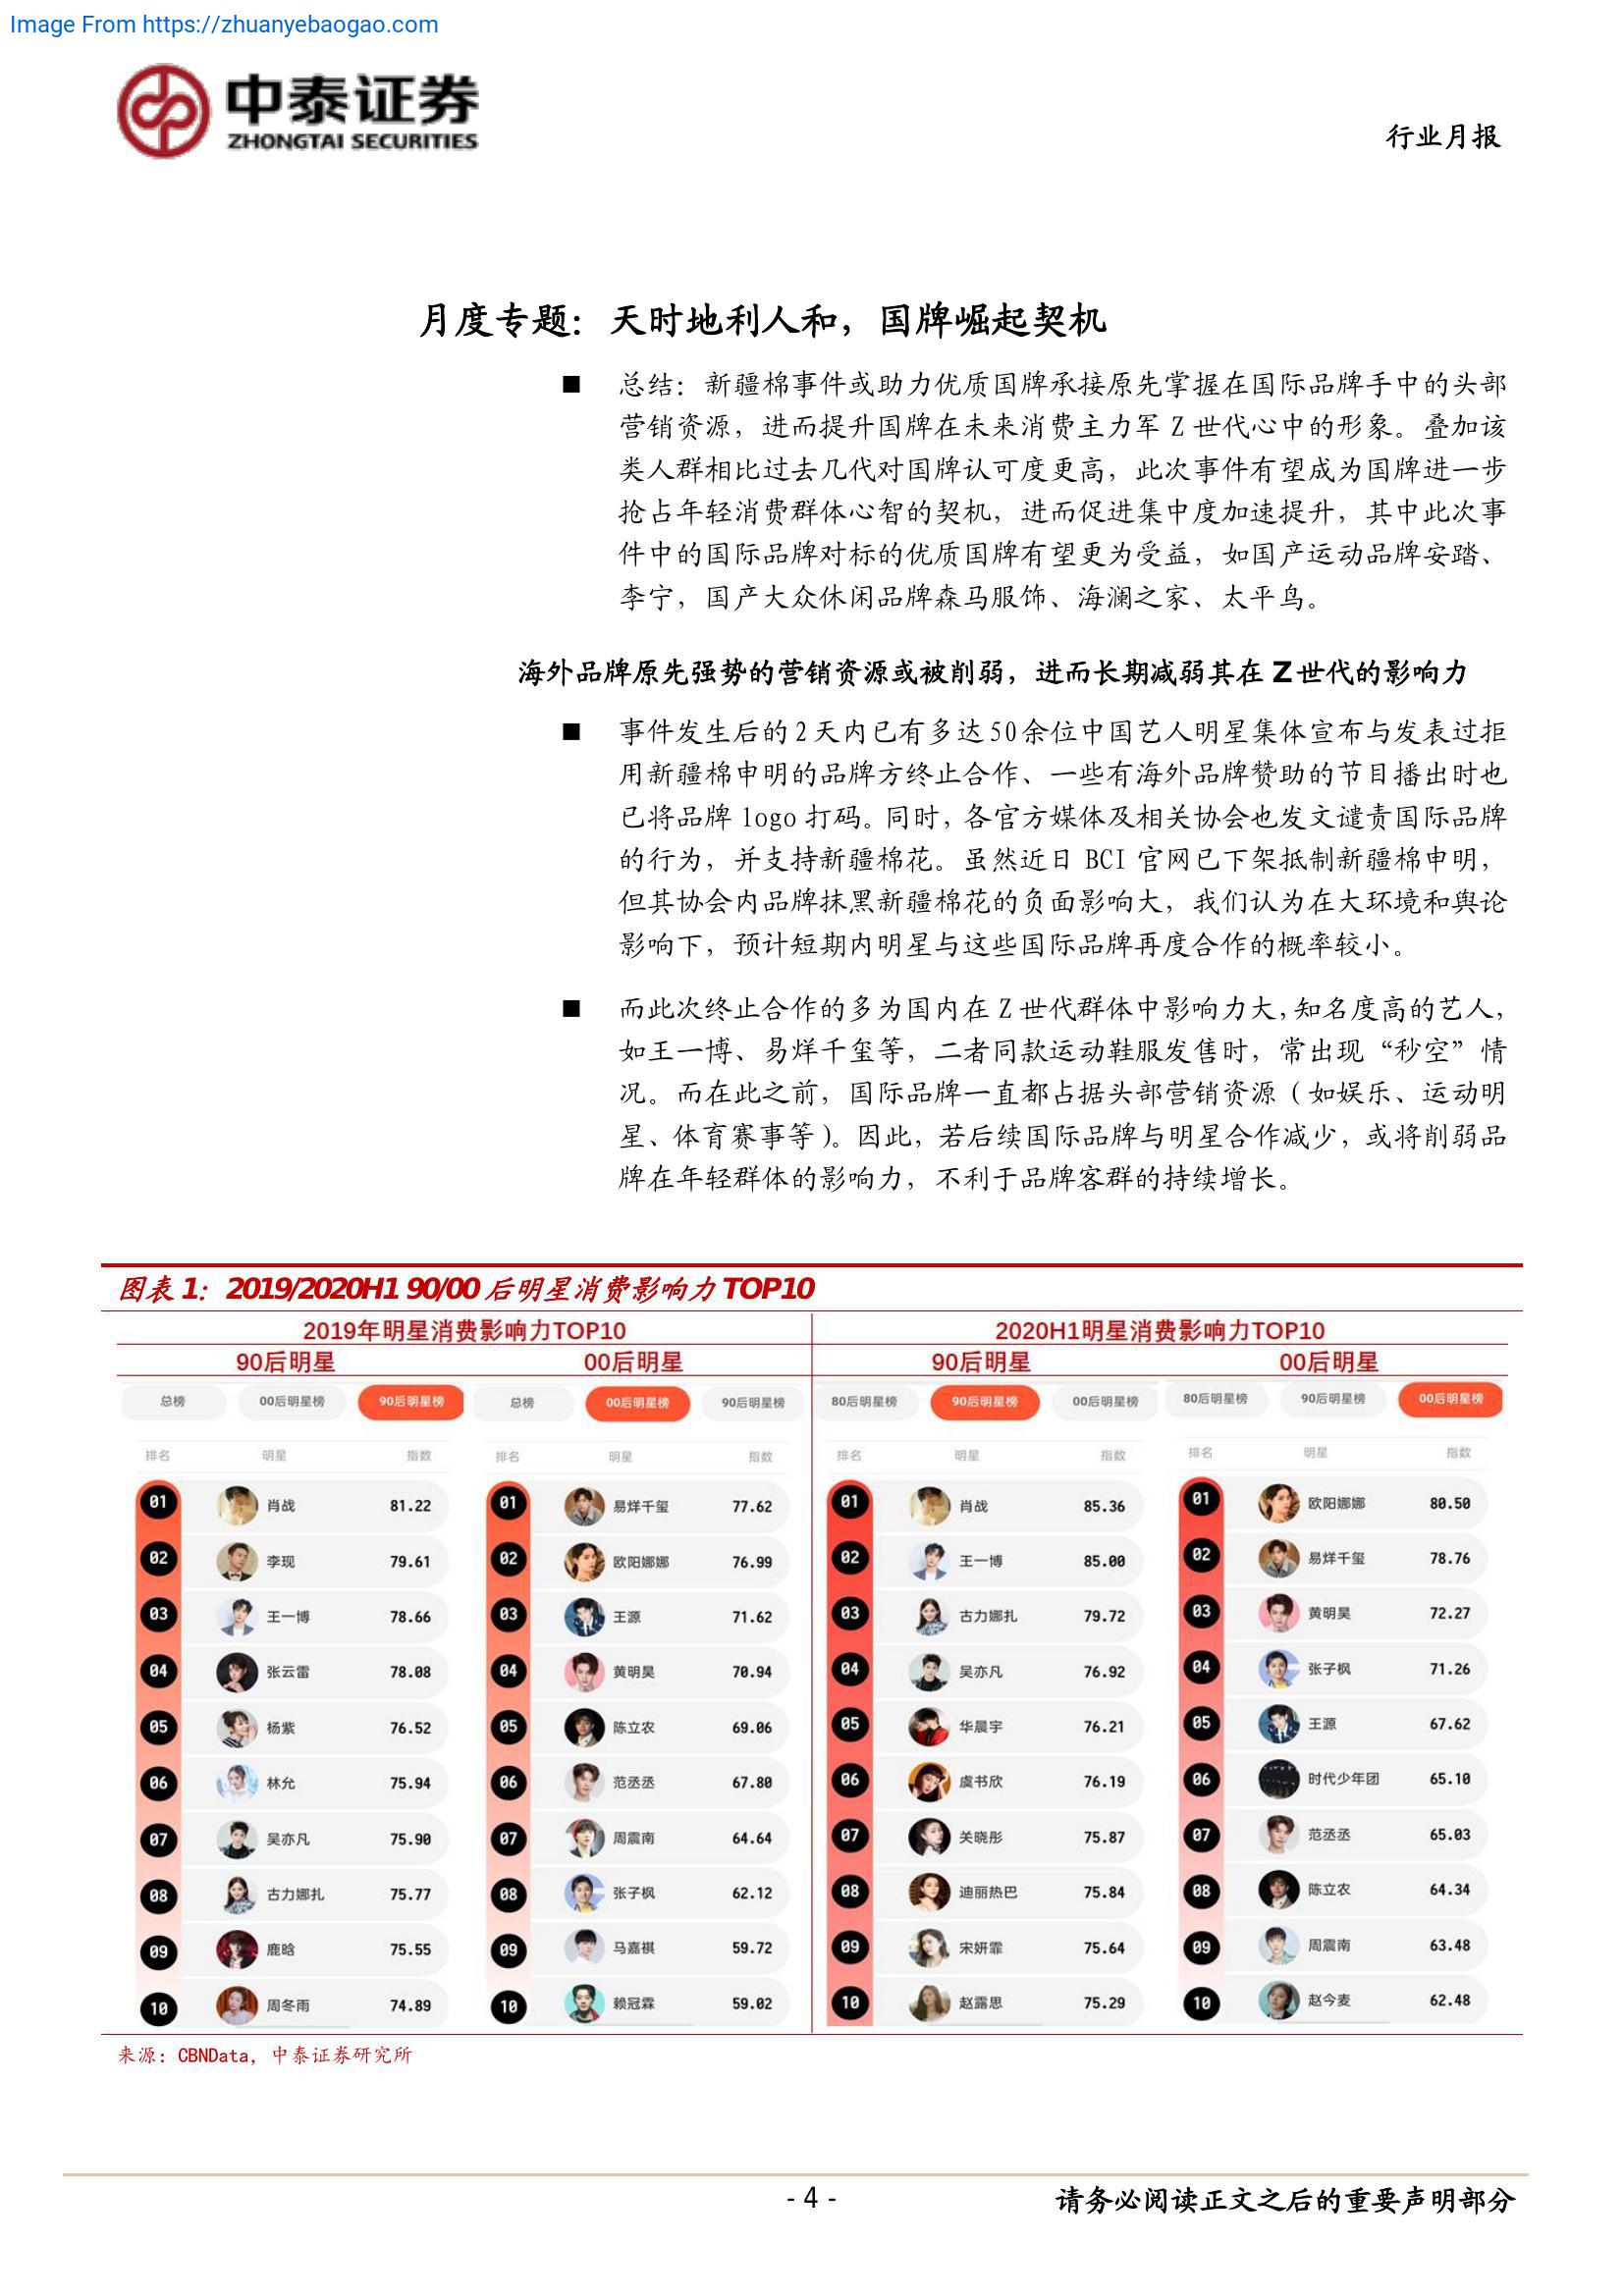 Image From https://zhuanyebaogao.com
中泰证券
ZHONGTAI SECURITIES
行业月报
月度专题：天时地利人和，国牌崛起契机
■ 总结：新疆棉事件或助力优质国牌承接原先掌握在国际品牌手中的头部
营销资源，进而提升国牌在未来消费主力军 Z 世代心中的形象。叠加该
类人群相比过去几代对国牌认可度更高，此次事件有望成为国牌进一步
抢占年轻消费群体心智的契机，进而促进集中度加速提升，其中此次事
件中的国际品牌对标的优质国牌有望更为受益，如国产运动品牌安踏、
李宁，国产大众休闲品牌森马服饰、海澜之家、太平鸟。
海外品牌原先强势的营销资源或被削弱，进而长期减弱其在 Z 世代的影响力
■ 事件发生后的 2 天内已有多达 50 余位中国艺人明星集体宣布与发表过拒
用新疆棉申明的品牌方终止合作、一些有海外品牌赞助的节目播出时也
已将品牌 logo 打码。同时，各官方媒体及相关协会也发文谴责国际品牌
的行为，并支持新疆棉花。虽然近日 BCI 官网已下架抵制新疆棉申明，
但其协会内品牌抹黑新疆棉花的负面影响大，我们认为在大环境和舆论
影响下，预计短期内明星与这些国际品牌再度合作的概率较小。
■ 而此次终止合作的多为国内在 Z 世代群体中影响力大，知名度高的艺人，
如王一博、易烊千玺等，二者同款运动鞋服发售时，常出现“秒空”情
况。而在此之前，国际品牌一直都占据头部营销资源（如娱乐、运动明
星、体育赛事等）。因此，若后续国际品牌与明星合作减少，或将削弱品
牌在年轻群体的影响力，不利于品牌客群的持续增长。
图表 1：2019/2020H1 90/00 后明星消费影响力 TOP10
2019年明星消费影响力TOP10 2020H1明星消费影响力TOP10
90后明星 00后明星 90后明星 00后明星
总榜 00后明星榜 90后明星榜 总榜 00后明星榜 90后明星榜 80后明星榜 90后明星榜 00后明星榜 80后明星榜 90后明星榜 00后明星榜
排名 明星 指数 排名 明星 指数 排名 明星 指数 排名 明星 指数
01 肖战 81.22 01 易烊千玺 77.62 01 肖战 85.36 01 欧阳娜娜 80.50
02 李现 79.61 02 欧阳娜娜 76.99 02 王一博 85.00 02 易烊千玺 78.76
03 王一博 78.66 03 王源 71.62 03 古力娜扎 79.72 03 黄明昊 72.27
04 张云雷 78.08 04 黄明昊 70.94 04 吴亦凡 76.92 04 张子枫 71.26
05 杨紫 76.52 05 陈立农 69.06 05 华晨宇 76.21 05 王源 67.62
06 林允 75.94 06 范丞丞 67.80 06 虞书欣 76.19 06 时代少年团 65.10
07 吴亦凡 75.90 07 周震南 64.64 07 关晓彤 75.87 07 范丞丞 65.03
08 古力娜扎 75.77 08 张子枫 62.12 08 迪丽热巴 75.84 08 陈立农 64.34
09 鹿晗 75.55 09 马嘉祺 59.72 09 宋妍霏 75.64 09 周震南 63.48
10 周冬雨 74.89 10 赖冠霖 59.02 10 赵露思 75.29 10 赵今麦 62.48
来源：CBNData，中泰证券研究所
- 4 -
请务必阅读正文之后的重要声明部分